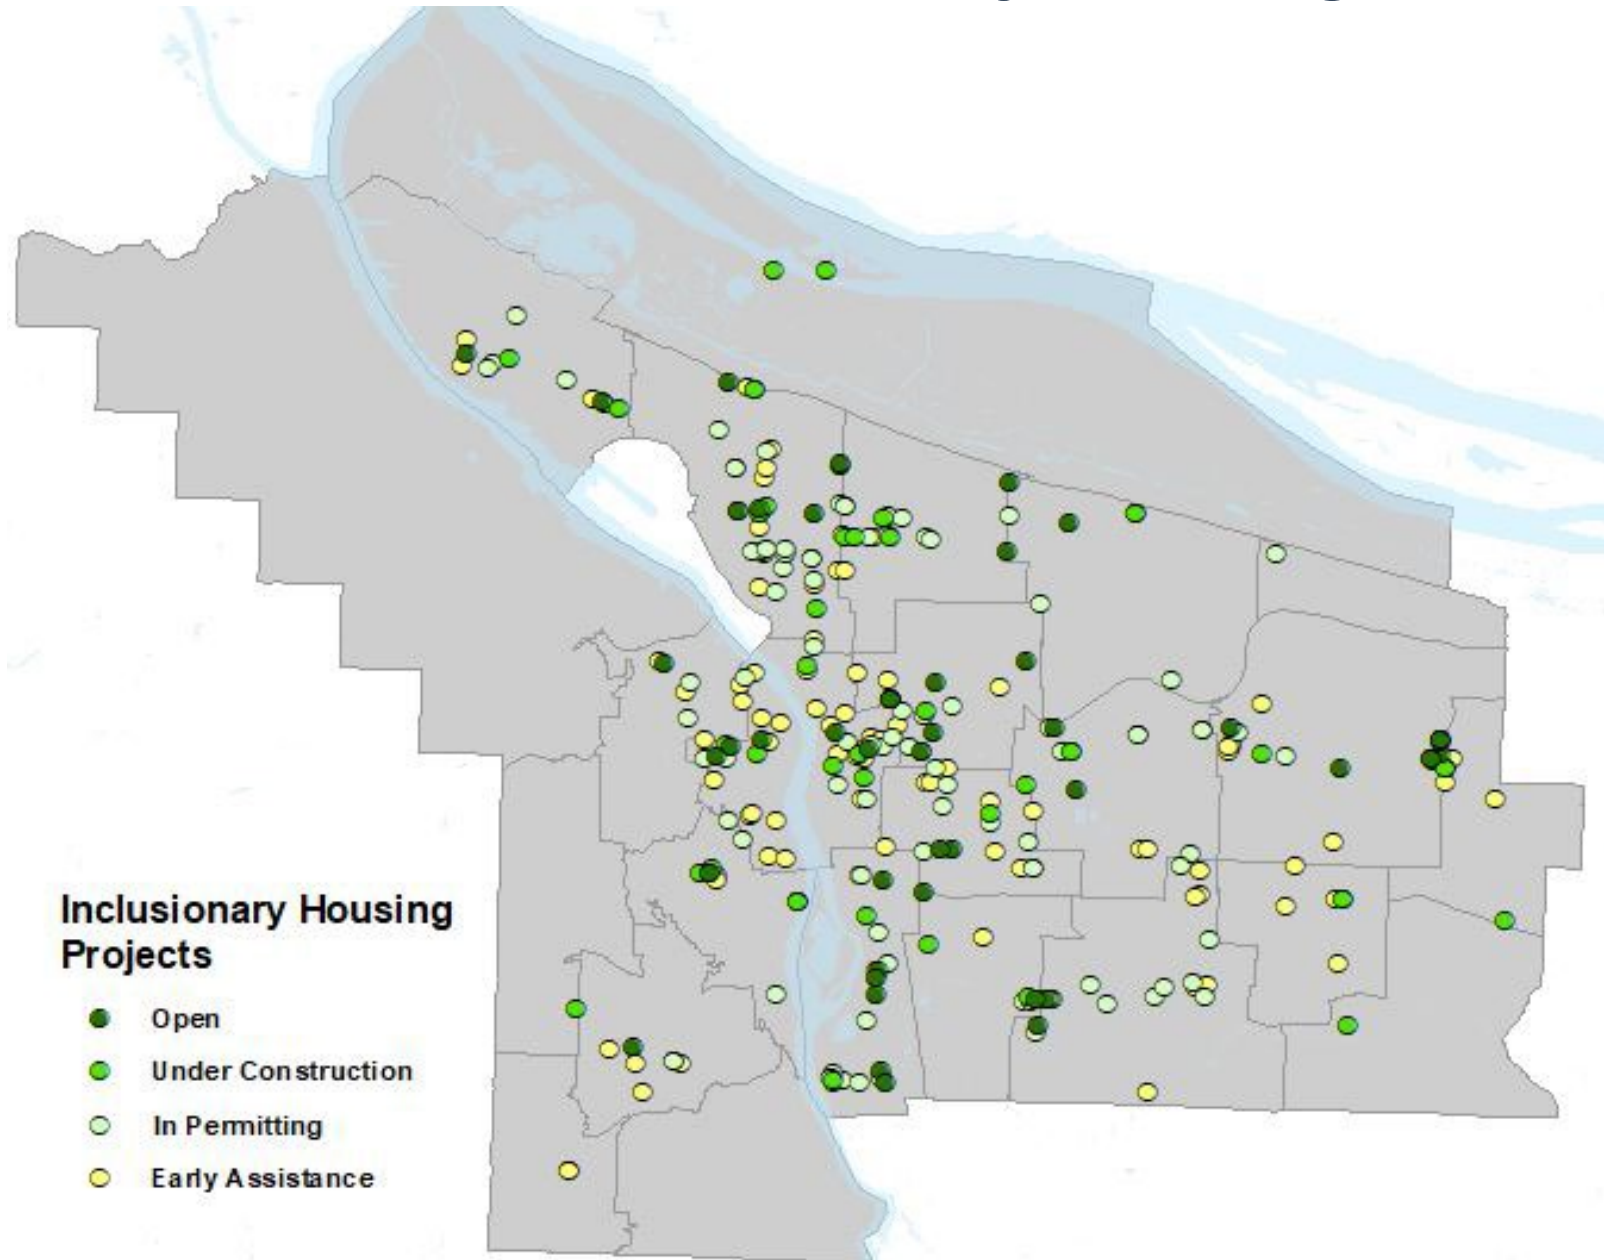 Inclusionary Housing
Projects
Open
Under Construction
In Permitting
Early Assistance